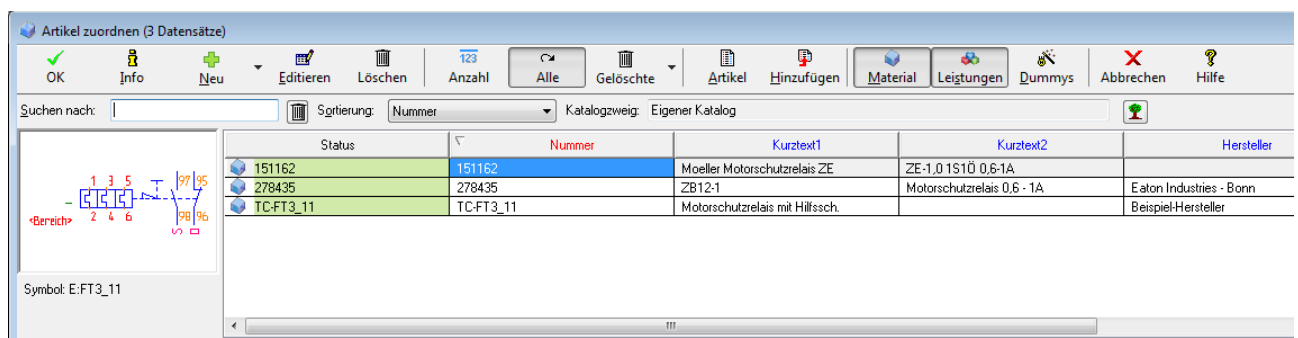 Artikel zuordnen (3 Datensätze)
OK Info Neu Editieren Löschen 123 Anzahl Alle Gelöschte Artikel Hinzufügen Material Leistungen Dummys Abbrechen Hilfe
Suchen nach: Sortierung: Nummer Katalogzweig: Eigener Katalog
Status Nummer Kurztext1 Kurztext2 Hersteller
151162 151162 Moeller Motorschutzrelais ZE ZE-1,0 1S1Ö 0,6-1A
278435 278435 ZB12-1 Motorschutzrelais 0,6 - 1A Eaton Industries - Bonn
TC-FT3_11 TC-FT3_11 Motorschutzrelais mit Hilfssch. Beispiel-Hersteller
1 3 5 97 95
<Bereich> 2 4 6 98 96
S Ö
Symbol: E:FT3_11